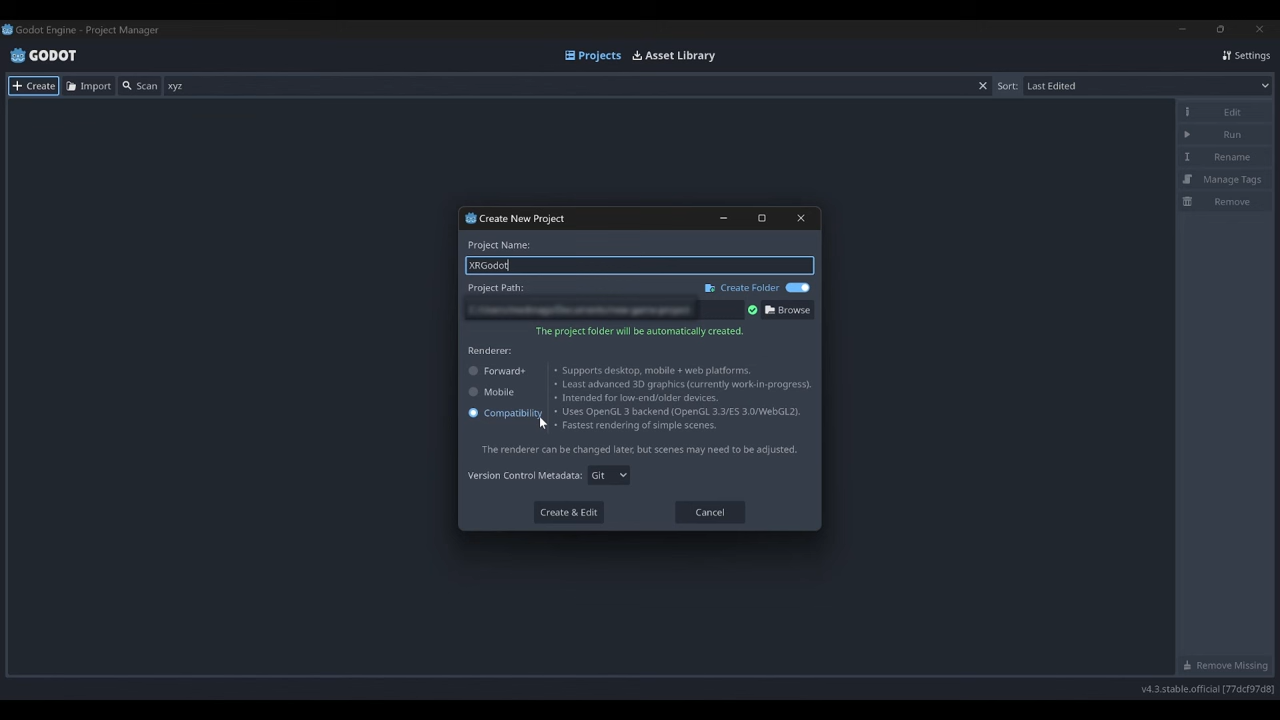 Godot Engine - Project Manager
GODOT
Projects
Asset Library
Settings
Create
Import
Scan
xyz
Sort:
Last Edited
Edit
Run
Rename
Manage Tags
Remove
Create New Project
Project Name:
XRGodot
Project Path:
Create Folder
Browse
The project folder will be automatically created.
Renderer:
Forward+
Mobile
Compatibility
• Supports desktop, mobile + web platforms.
• Least advanced 3D graphics (currently work-in-progress).
• Intended for low-end/older devices.
• Uses OpenGL 3 backend (OpenGL 3.3/ES 3.0/WebGL2).
• Fastest rendering of simple scenes.
The renderer can be changed later, but scenes may need to be adjusted.
Version Control Metadata:
Git
Create & Edit
Cancel
Remove Missing
v4.3.stable.official [77dcf97d8]